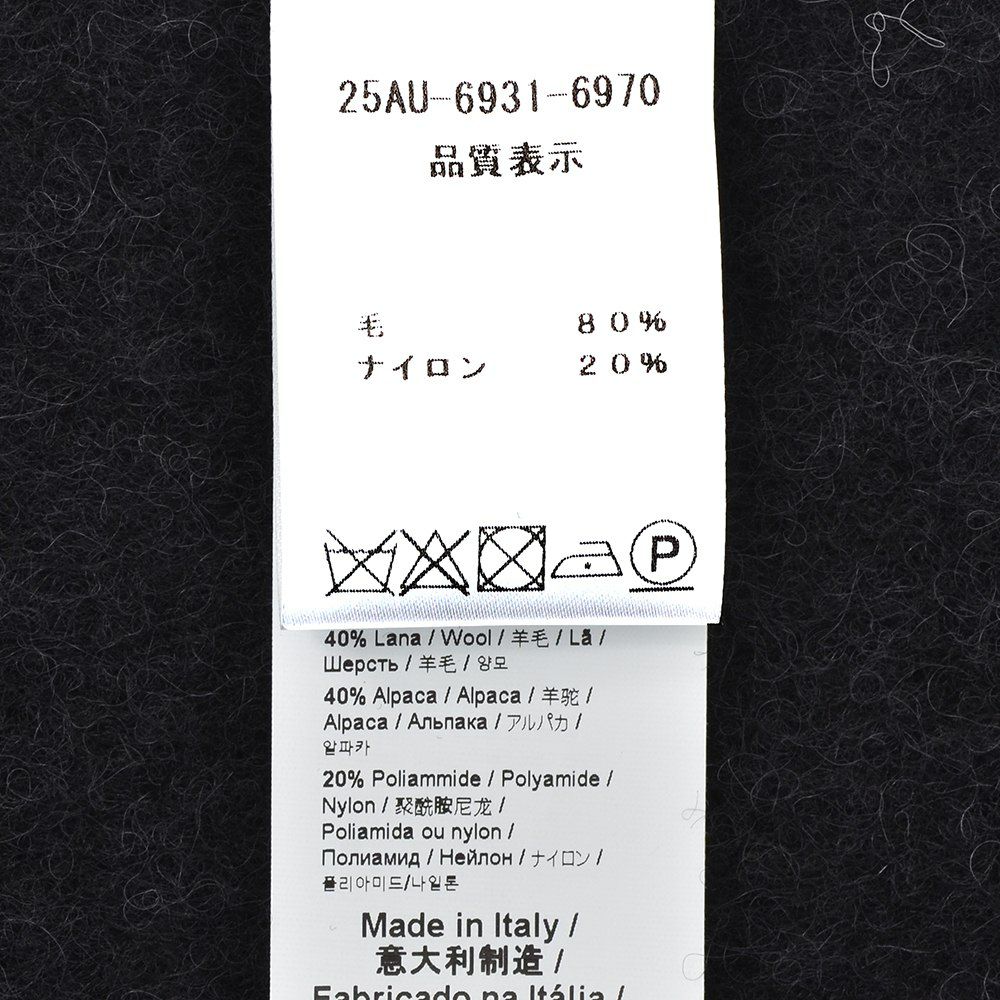 25AU-6931-6970
品質表示
毛 80%
ナイロン 20%
P
40% Lana / Wool / 羊毛 / Lã /
Шерсть / 羊毛 / 양모
40% Alpaca / Alpaca / 羊驼 /
Alpaca / Альпака / アルパカ /
알파카
20% Poliammide / Polyamide /
Nylon / 聚酰胺尼龙 /
Poliamida ou nylon /
Полиамид / Нейлон / ナイロン /
폴리아미드/나일론
Made in Italy /
意大利制造 /
Fabricado na Itália /